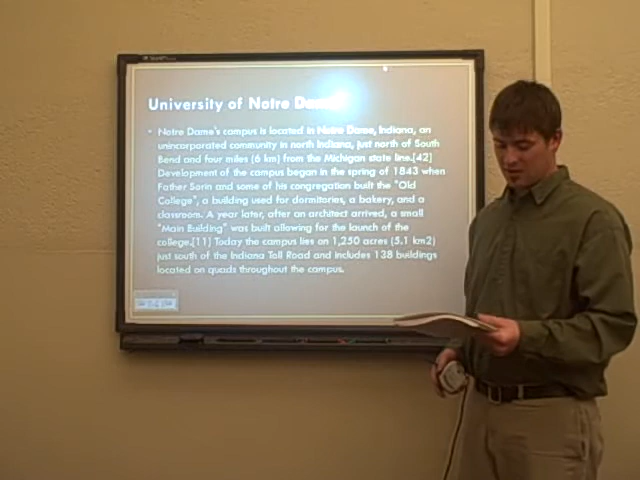 University of Notre Dame
• Notre Dame's campus is located in Notre Dame, Indiana, an
unincorporated community in north Indiana, just north of South
Bend and four miles (6 km) from the Michigan state line.[42]
Development of the campus began in the spring of 1843 when
Father Sorin and some of his congregation built the "Old
College", a building used for dormitories, a bakery, and a
classroom. A year later, after an architect arrived, a small
"Main Building" was built allowing for the launch of the
college.[11] Today the campus lies on 1,250 acres (5.1 km2)
just south of the Indiana Toll Road and includes 138 buildings
located on quads throughout the campus.